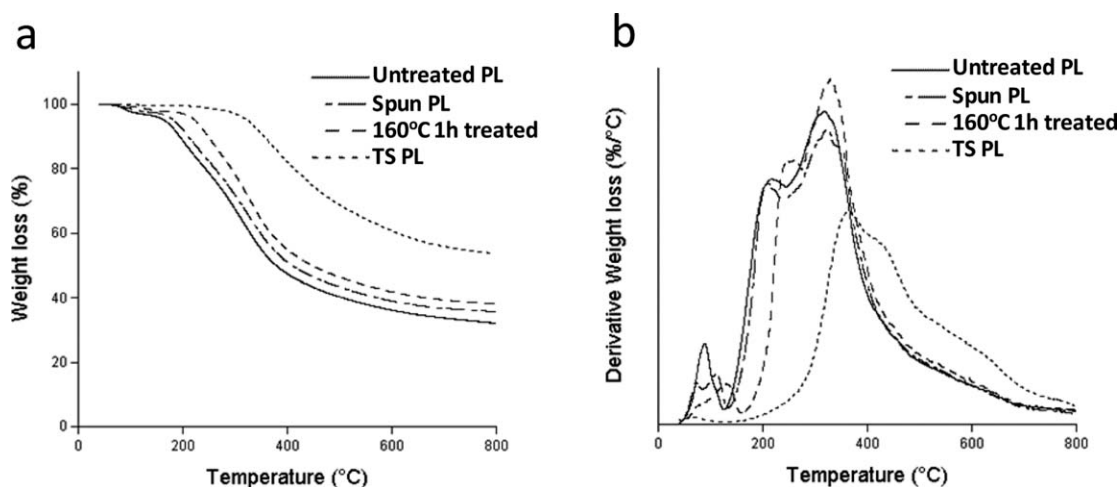 a
Untreated PL
Spun PL
160°C 1h treated
TS PL
100
80
60
40
20
0
Weight loss (%)
0 200 400 600 800
Temperature (°C)
b
Untreated PL
Spun PL
160°C 1h treated
TS PL
Derivative Weight loss (%/°C)
0 200 400 600 800
Temperature (°C)